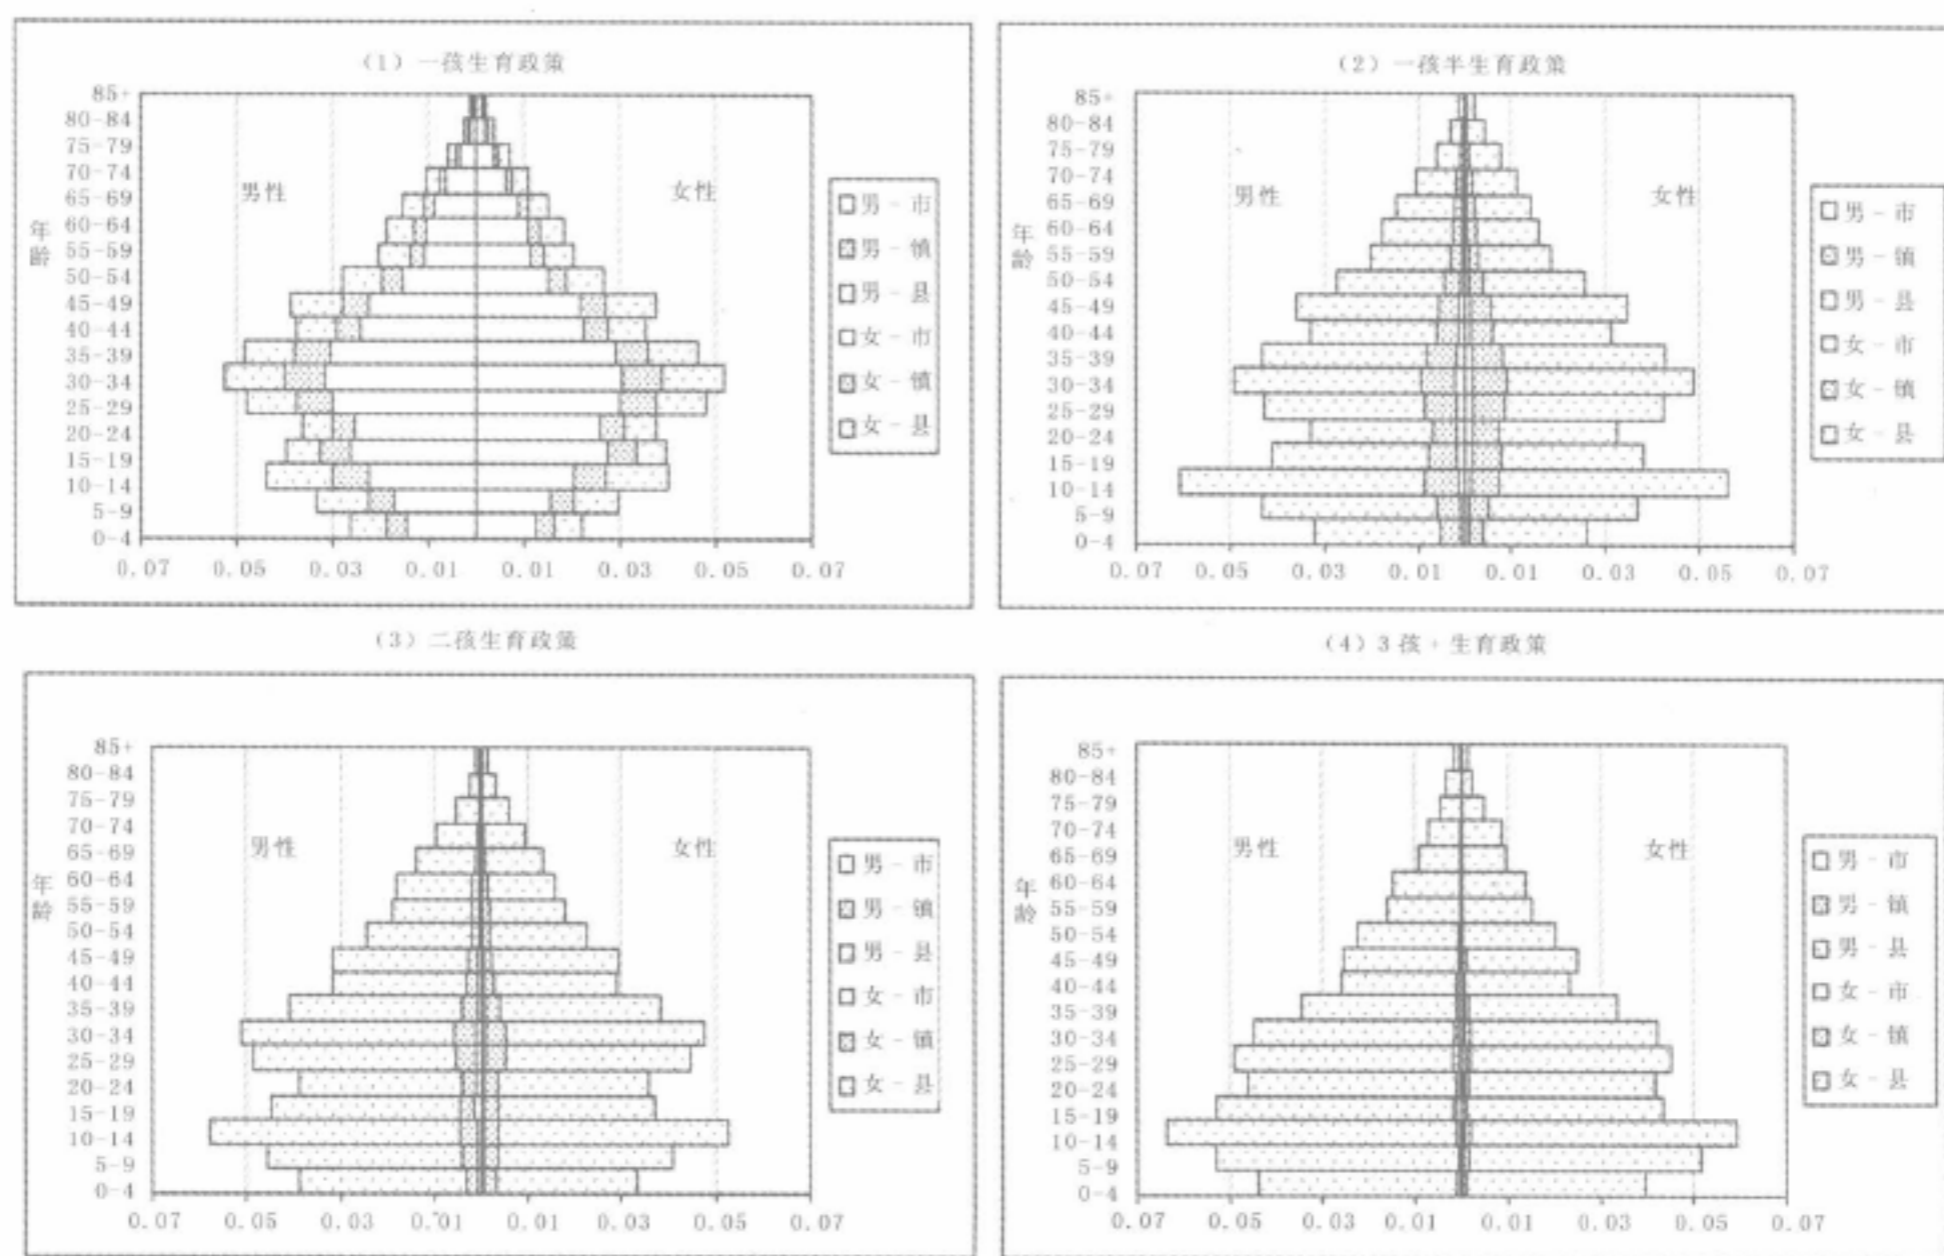 (1) 一孩生育政策
85+
80-84
75-79
70-74
65-69
60-64
55-59
50-54
45-49
40-44
35-39
30-34
25-29
20-24
15-19
10-14
5-9
0-4
年龄
男性
女性
0.07 0.05 0.03 0.01 0.01 0.03 0.05 0.07
男-市
男-镇
男-县
女-市
女-镇
女-县
(2) 一孩半生育政策
85+
80-84
75-79
70-74
65-69
60-64
55-59
50-54
45-49
40-44
35-39
30-34
25-29
20-24
15-19
10-14
5-9
0-4
年龄
男性
女性
0.07 0.05 0.03 0.01 0.01 0.03 0.05 0.07
男-市
男-镇
男-县
女-市
女-镇
女-县
(3) 二孩生育政策
85+
80-84
75-79
70-74
65-69
60-64
55-59
50-54
45-49
40-44
35-39
30-34
25-29
20-24
15-19
10-14
5-9
0-4
年龄
男性
女性
0.07 0.05 0.03 0.01 0.01 0.03 0.05 0.07
男-市
男-镇
男-县
女-市
女-镇
女-县
(4) 3孩+生育政策
85+
80-84
75-79
70-74
65-69
60-64
55-59
50-54
45-49
40-44
35-39
30-34
25-29
20-24
15-19
10-14
5-9
0-4
年龄
男性
女性
0.07 0.05 0.03 0.01 0.01 0.03 0.05 0.07
男-市
男-镇
男-县
女-市
女-镇
女-县